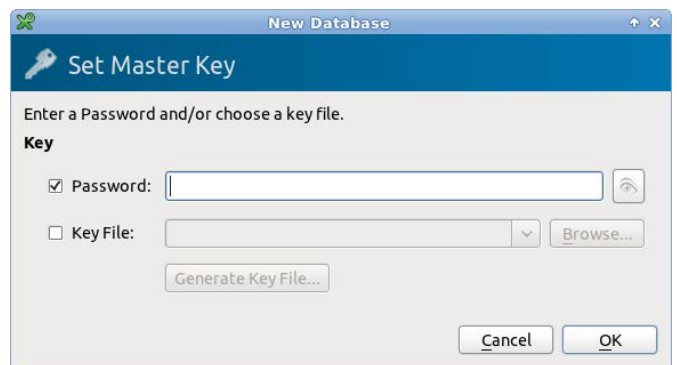 New Database
Set Master Key
Enter a Password and/or choose a key file.
Key
Password:
Key File:
Browse...
Generate Key File...
Cancel
OK